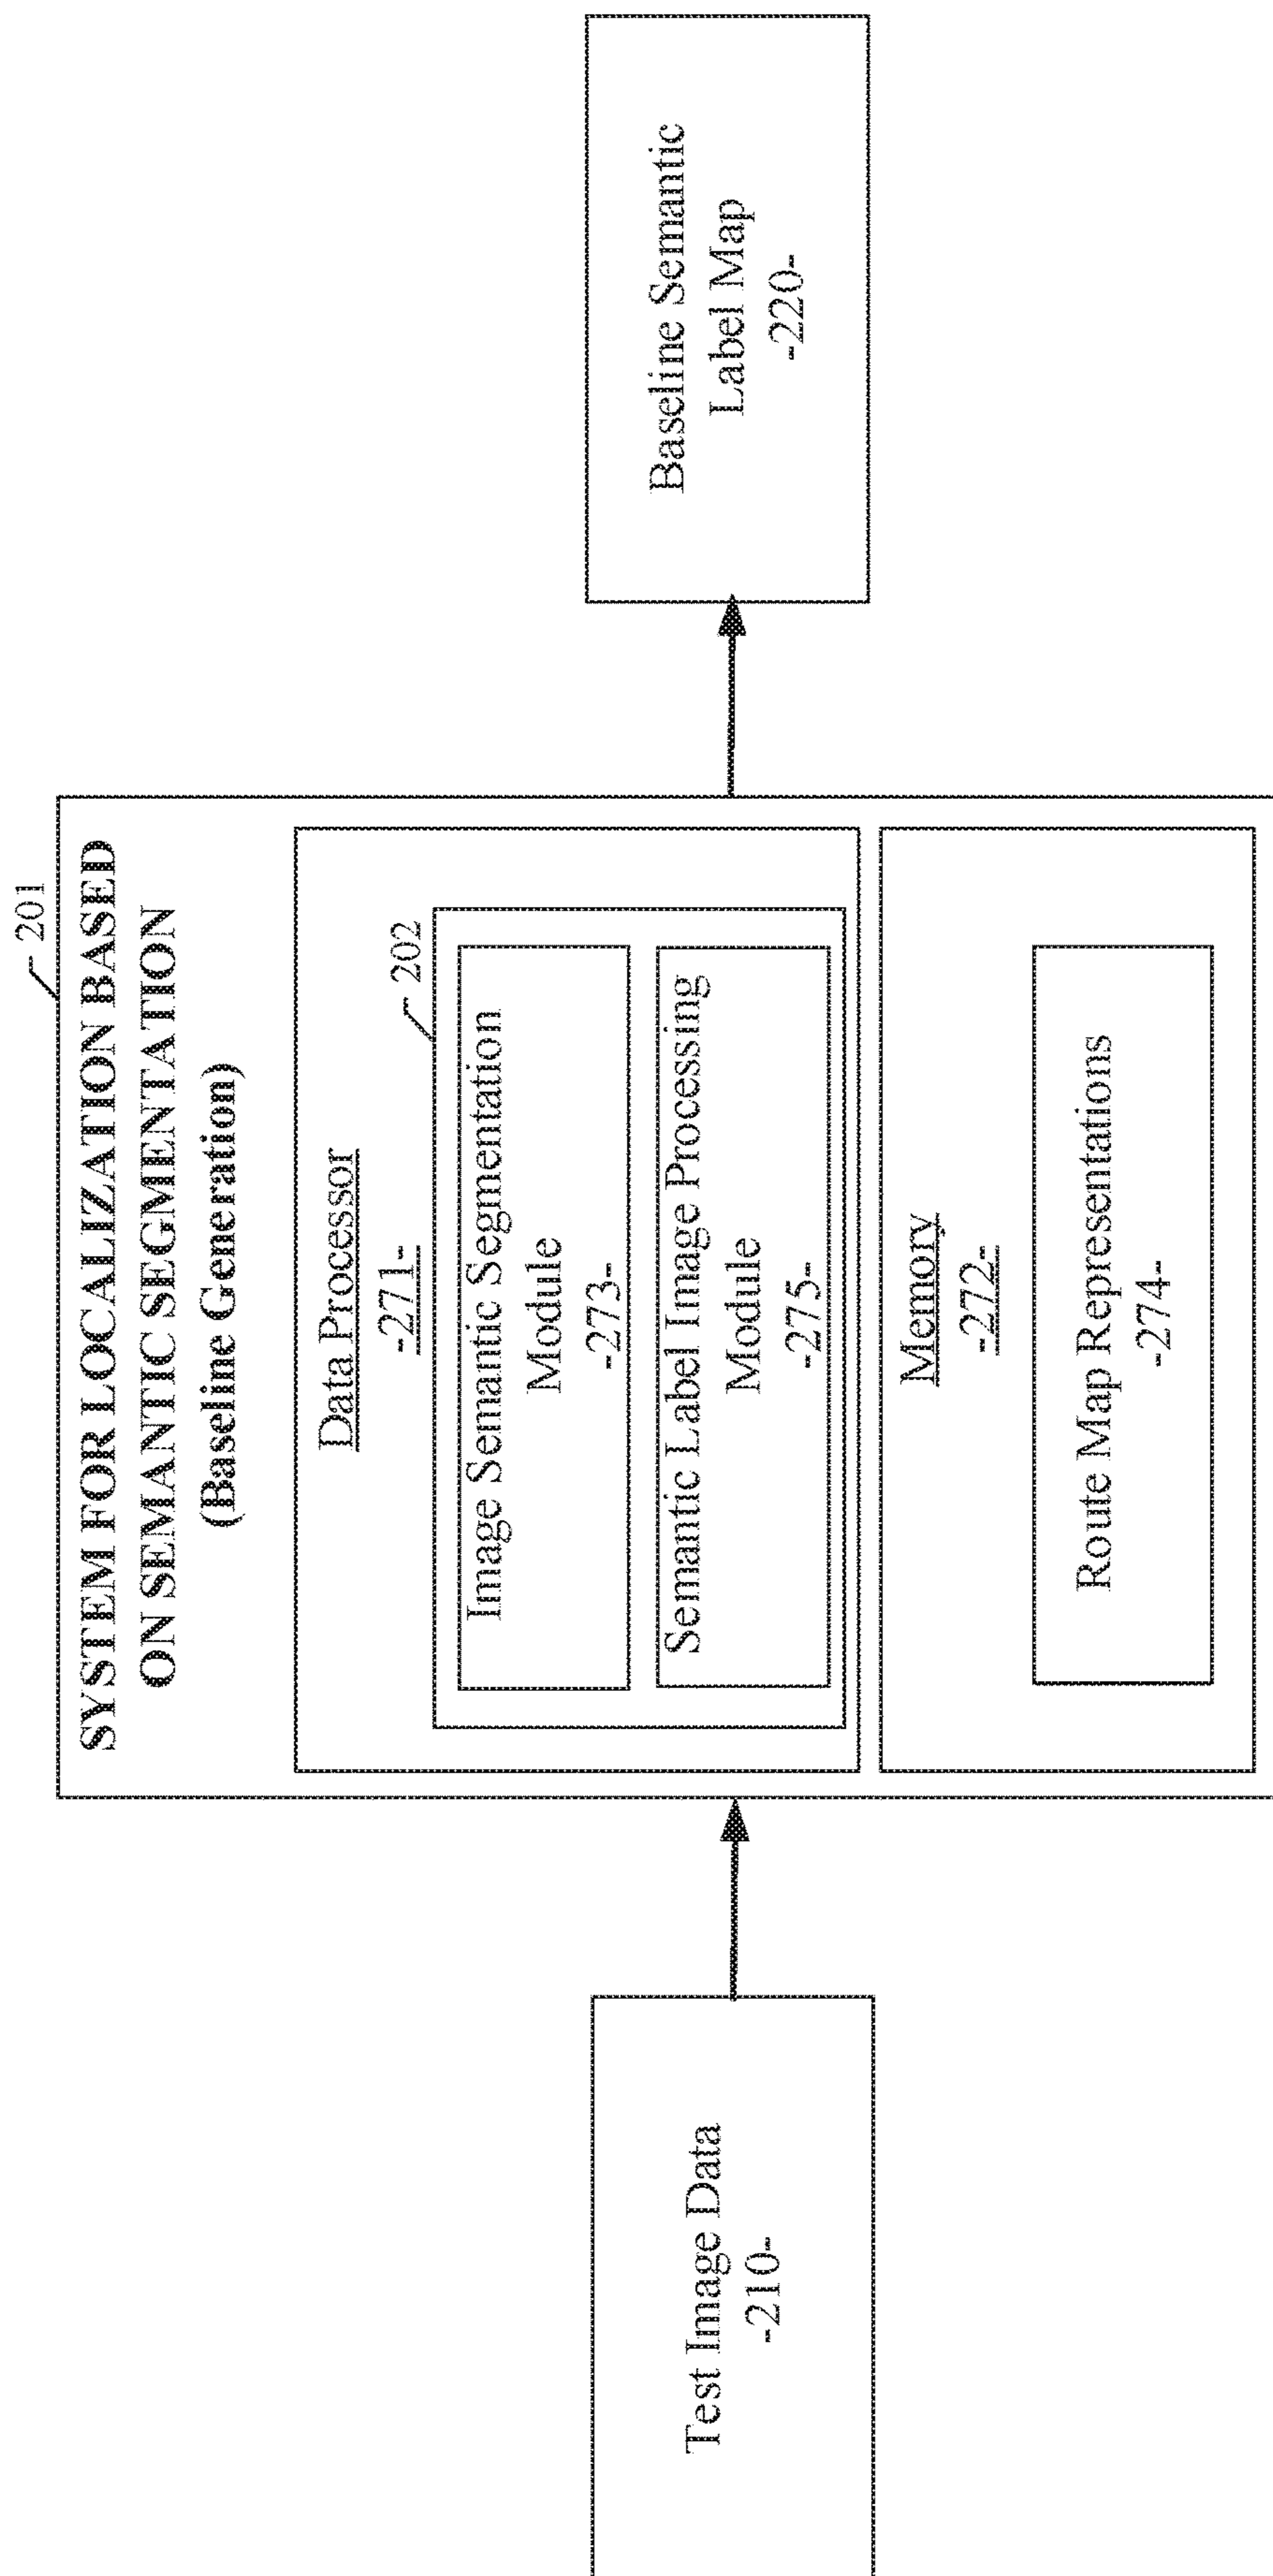 201
SYSTEM FOR LOCALIZATION BASED
ON SEMANTIC SEGMENTATION
(Baseline Generation)
Data Processor
-271-
202
Image Semantic Segmentation
Module
-273-
Semantic Label Image Processing
Module
-275-
Memory
-272-
Route Map Representations
-274-
Test Image Data
-210-
Baseline Semantic
Label Map
-220-